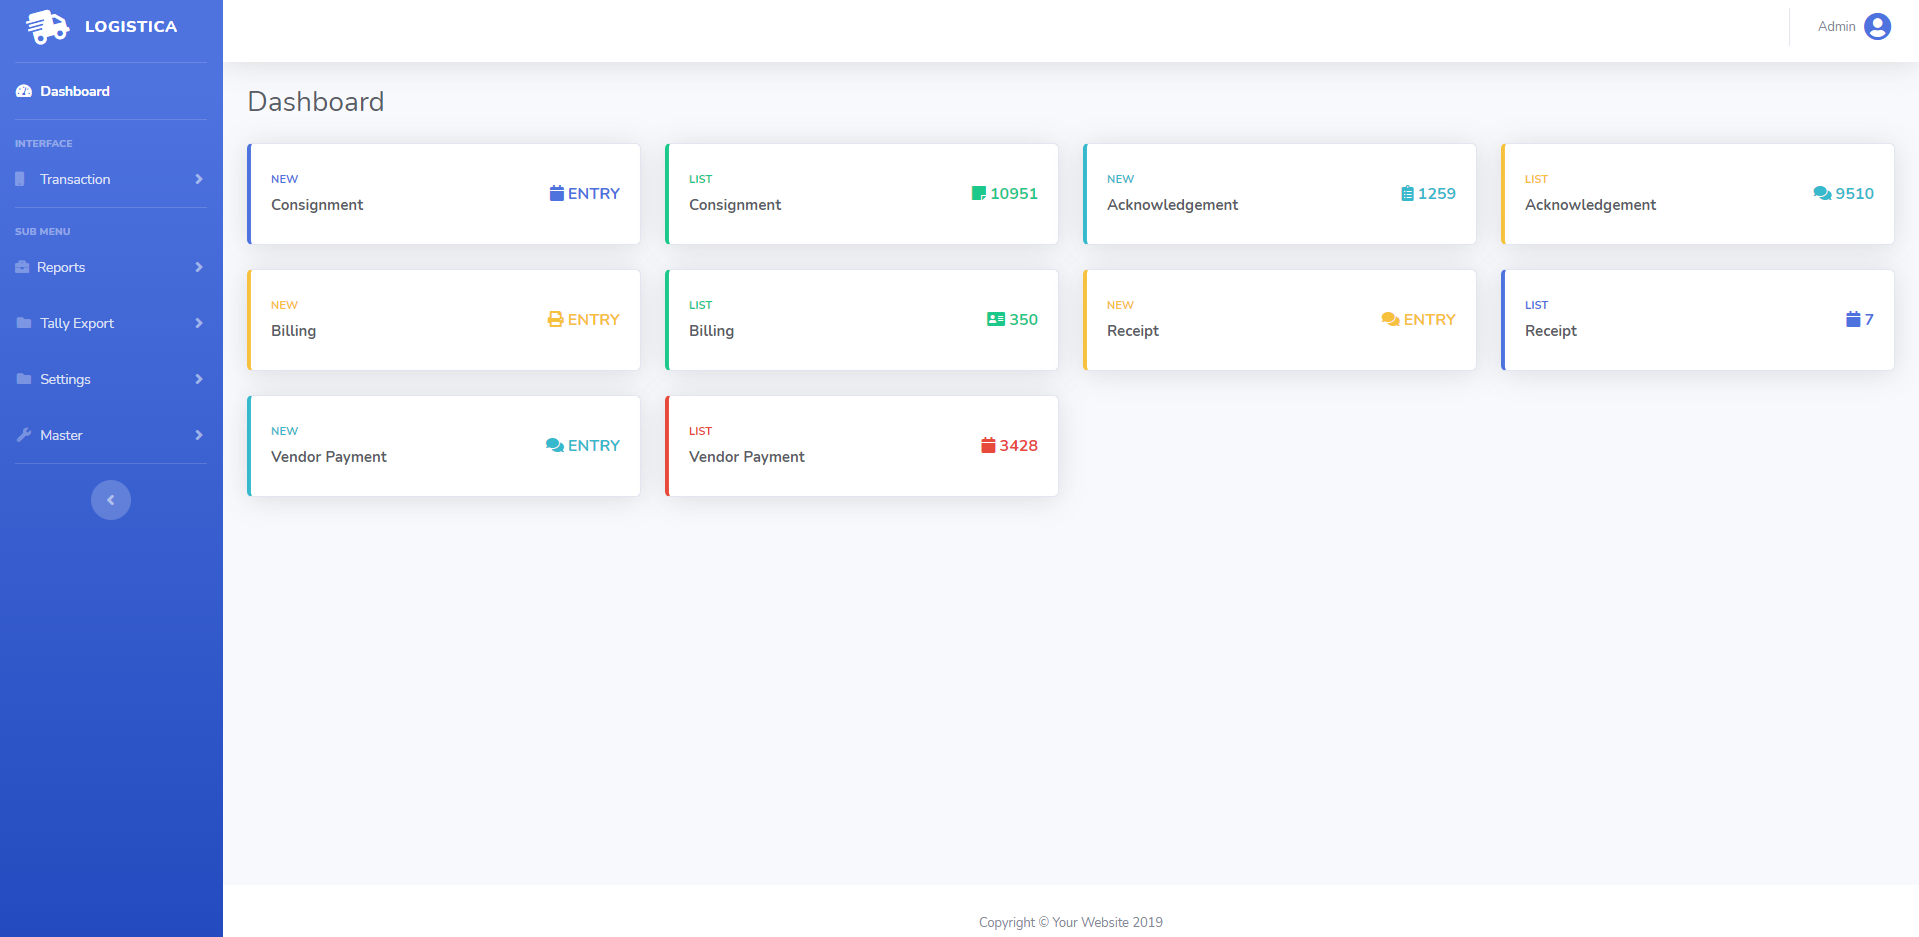 LOGISTICA
Admin
Dashboard
INTERFACE
Transaction
SUB MENU
Reports
Tally Export
Settings
Master
Dashboard
NEW
Consignment
ENTRY
LIST
Consignment
10951
NEW
Acknowledgement
1259
LIST
Acknowledgement
9510
NEW
Billing
ENTRY
LIST
Billing
350
NEW
Receipt
ENTRY
LIST
Receipt
7
NEW
Vendor Payment
ENTRY
LIST
Vendor Payment
3428
Copyright © Your Website 2019